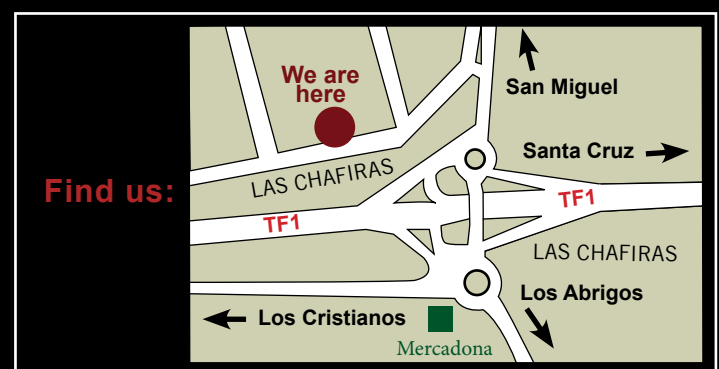 We are
here
San Miguel
Santa Cruz
Find us:
LAS CHAFIRAS
TF1
TF1
LAS CHAFIRAS
Los Abrigos
Los Cristianos
Mercadona